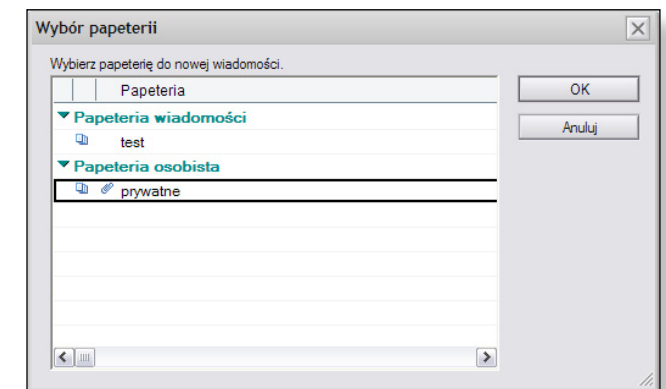 Wybór papeterii
Wybierz papeterię do nowej wiadomości.
Papeteria
OK
Papeteria wiadomości
Anuluj
test
Papeteria osobista
prywatne